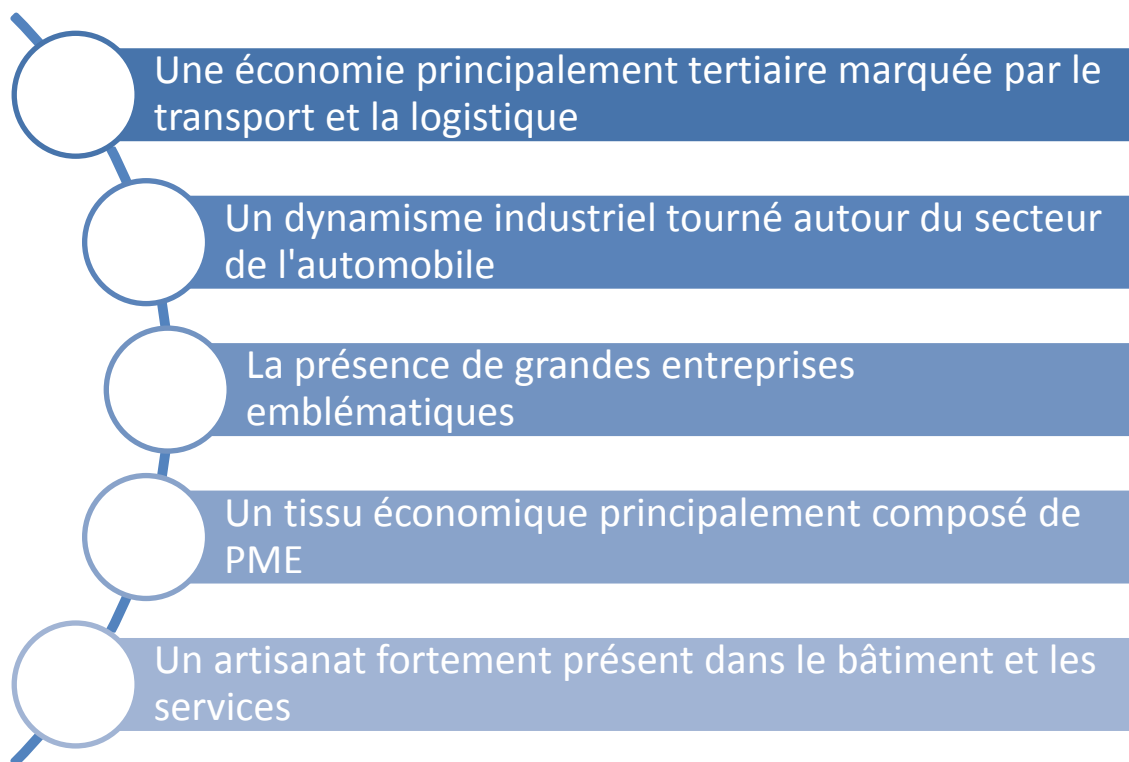 Une économie principalement tertiaire marquée par le
transport et la logistique
Un dynamisme industriel tourné autour du secteur
de l'automobile
La présence de grandes entreprises
emblématiques
Un tissu économique principalement composé de
PME
Un artisanat fortement présent dans le bâtiment et les
services